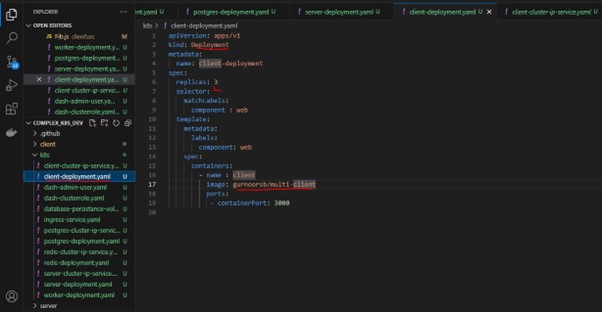 EXPLORER
OPEN EDITORS
Fib.js client\src
worker-deployment.y... U
postgres-deployment... U
server-deployment.y... U
client-deployment.ya... U
client-cluster-ip-servic... U
dash-admin-user.yaml U
dash-clusterrole.yaml U
COMPLEX_K8S_DEV
.github
client
k8s
client-cluster-ip-service.y... U
client-deployment.yaml U
dash-admin-user.yaml U
dash-clusterrole.yaml U
database-persistance-vol... U
ingress-service.yaml U
postgres-cluster-ip-servic... U
postgres-deployment.yaml U
redis-cluster-ip-service.y... U
redis-deployment.yaml U
server-cluster-ip-service.... U
server-deployment.yaml U
worker-deployment.yaml U
server
nt.yaml U
postgres-deployment.yaml U
server-deployment.yaml U
client-deployment.yaml U
client-cluster-ip-service.yaml U
k8s > client-deployment.yaml
1 apiVersion: apps/v1
2 kind: Deployment
3 metadata:
4 name: client-deployment
5 spec:
6 replicas: 3
7 selector:
8 matchLabels:
9 component : web
10 template:
11 metadata:
12 labels:
13 component: web
14 spec:
15 containers:
16 - name : client
17 image: gurnoorsb/multi-client
18 ports:
19 - containerPort: 3000
20